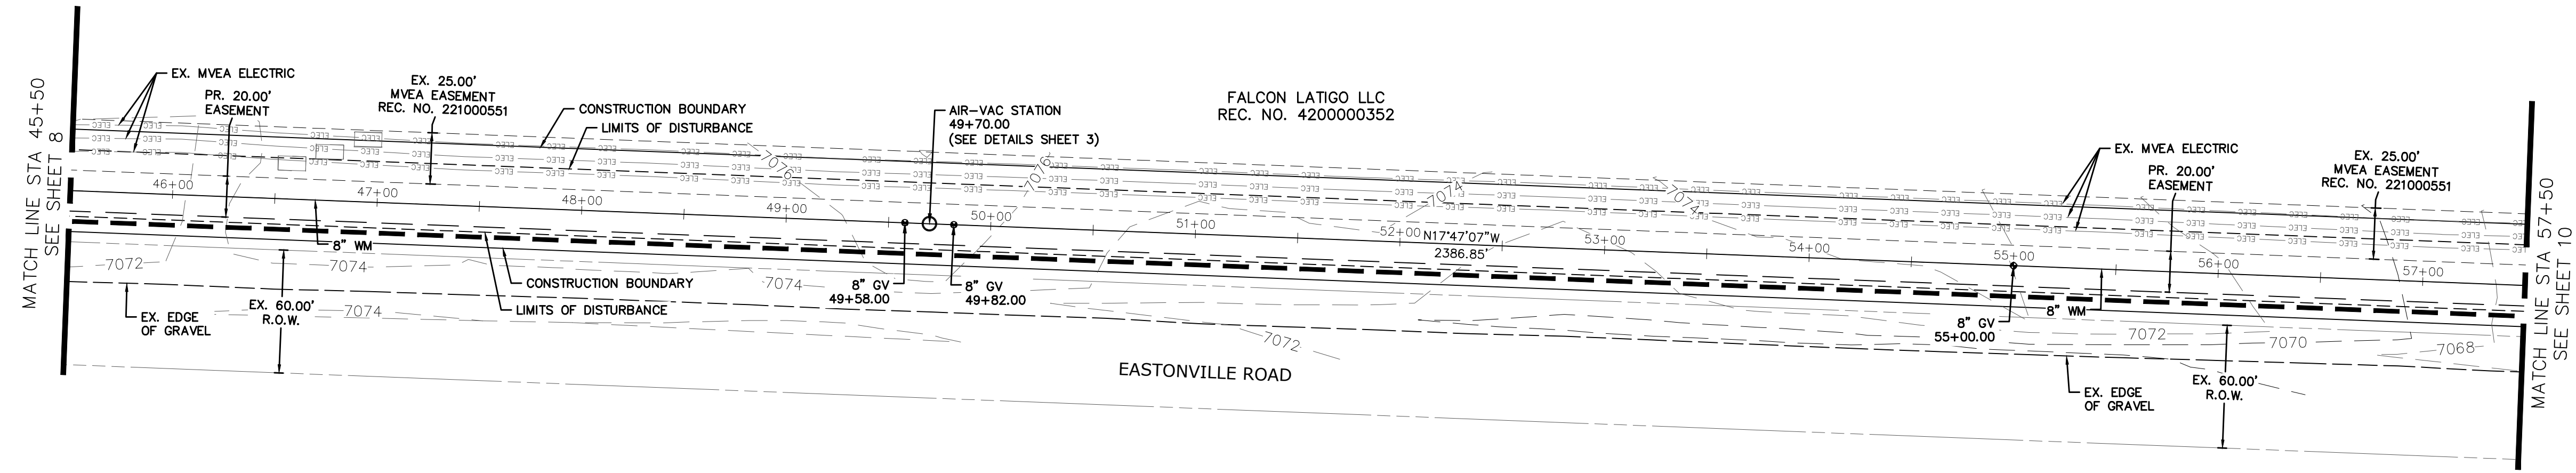 MATCH LINE STA 45+50
SEE SHEET 8
EX. MVEA ELECTRIC
PR. 20.00'
EASEMENT
EX. 25.00'
MVEA EASEMENT
REC. NO. 221000551
CONSTRUCTION BOUNDARY
LIMITS OF DISTURBANCE
AIR-VAC STATION
49+70.00
(SEE DETAILS SHEET 3)
FALCON LATIGO LLC
REC. NO. 4200000352
EX. MVEA ELECTRIC
PR. 20.00'
EASEMENT
EX. 25.00'
MVEA EASEMENT
REC. NO. 221000551
7076
7076
7074
7074
46+00
47+00
48+00
49+00
50+00
51+00
52+00
53+00
54+00
55+00
56+00
57+00
N17°47'07"W
2386.85'
8" WM
7072
7074
7074
7074
CONSTRUCTION BOUNDARY
LIMITS OF DISTURBANCE
EX. EDGE
OF GRAVEL
EX. 60.00'
R.O.W.
8" GV
49+58.00
8" GV
49+82.00
7072
EASTONVILLE ROAD
8" GV
55+00.00
8" WM
7072
7070
7068
EX. EDGE
OF GRAVEL
EX. 60.00'
R.O.W.
MATCH LINE STA 57+50
SEE SHEET 10